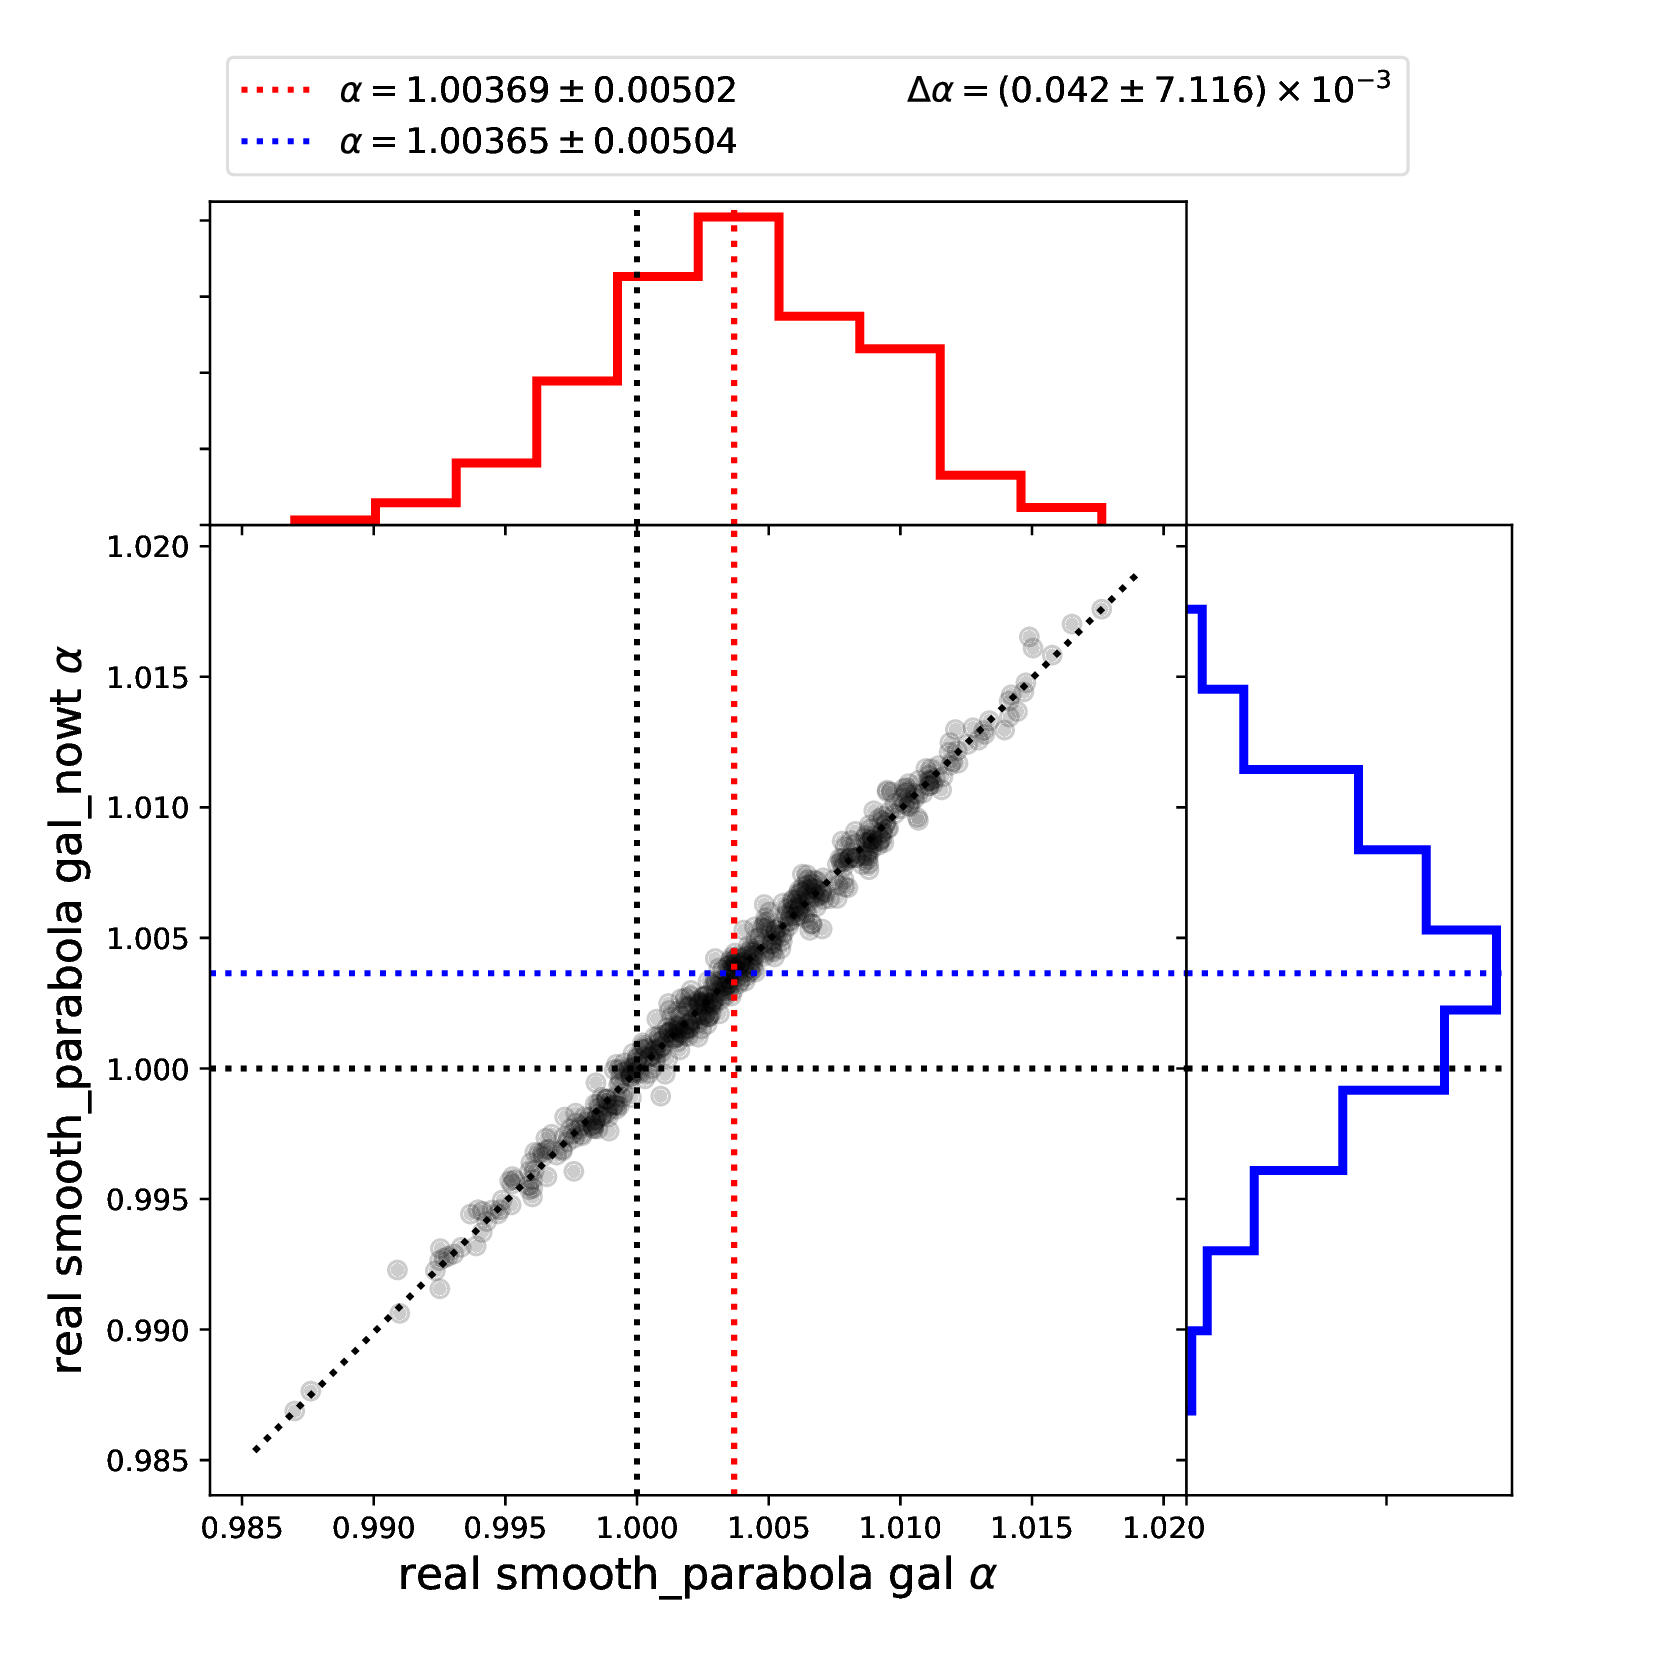 α = 1.00369 ± 0.00502
Δα = (0.042 ± 7.116) × 10⁻³
α = 1.00365 ± 0.00504
1.020
1.015
1.010
1.005
1.000
0.995
0.990
0.985
real smooth_parabola gal_nowt α
0.985 0.990 0.995 1.000 1.005 1.010 1.015 1.020
real smooth_parabola gal α